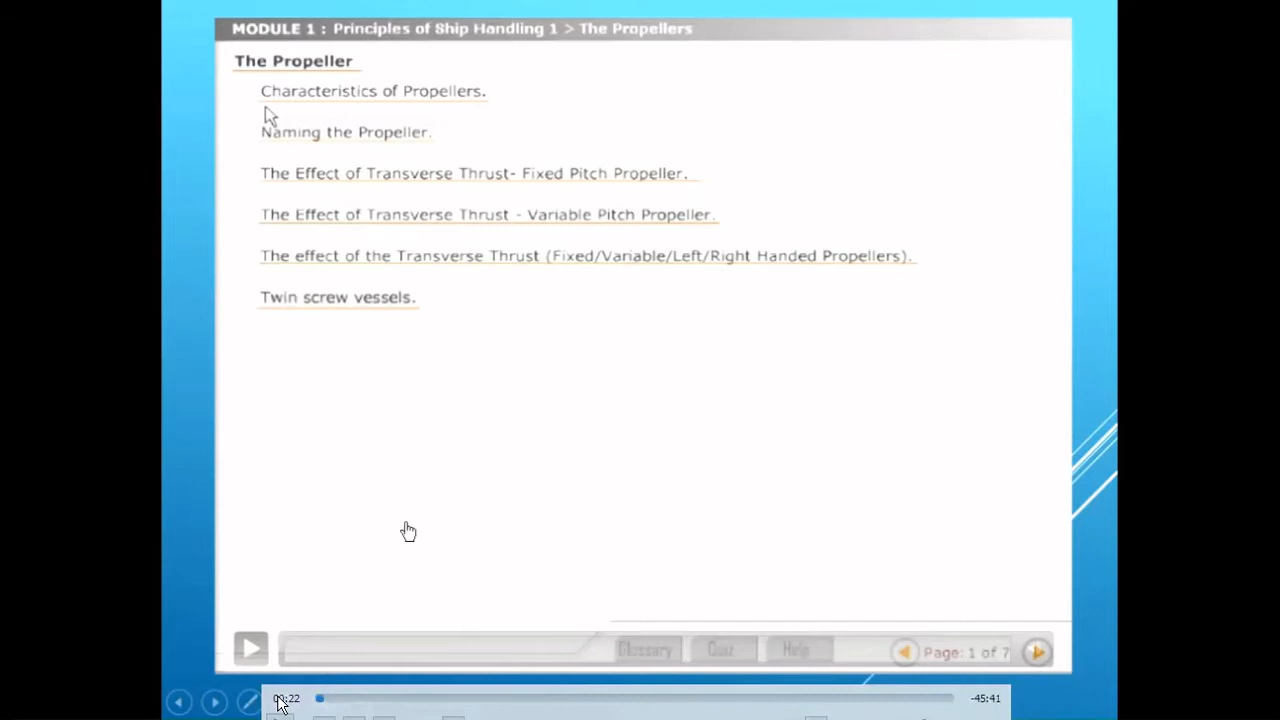 MODULE 1 : Principles of Ship Handling 1 > The Propellers
The Propeller
Characteristics of Propellers.
Naming the Propeller.
The Effect of Transverse Thrust- Fixed Pitch Propeller.
The Effect of Transverse Thrust - Variable Pitch Propeller.
The effect of the Transverse Thrust (Fixed/Variable/Left/Right Handed Propellers).
Twin screw vessels.
Glossary Quiz Help Page: 1 of 7
00:22 -45:41